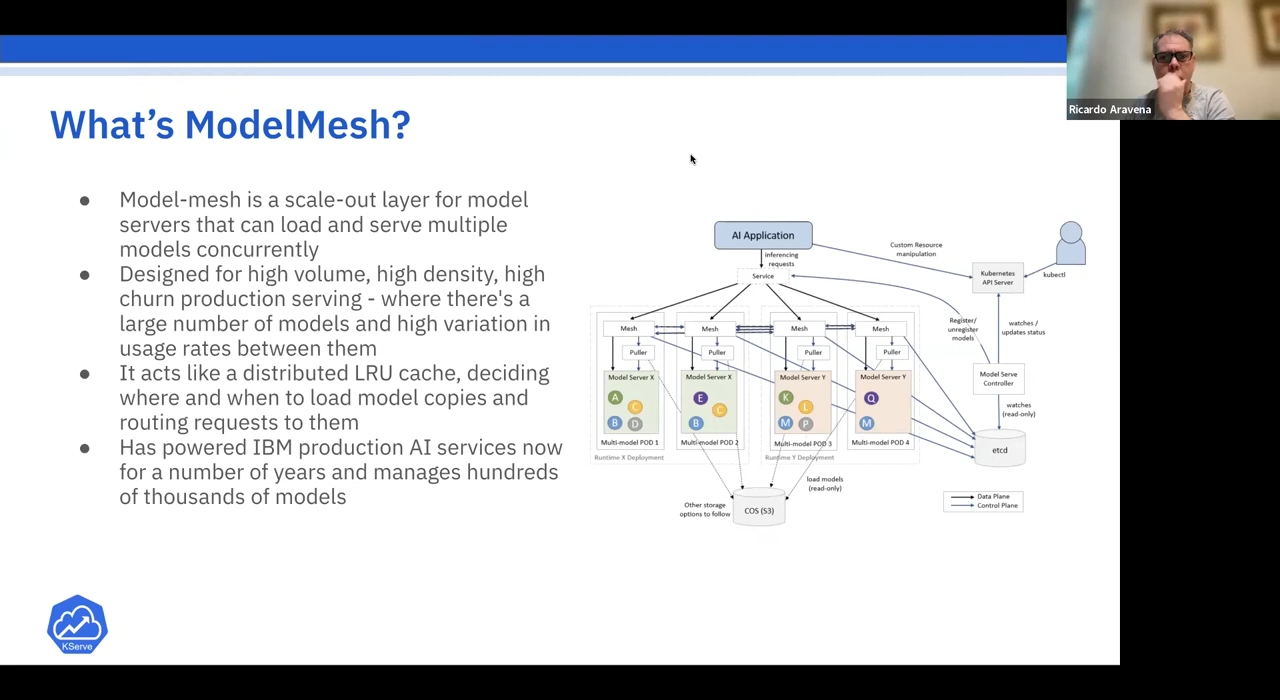 Ricardo Aravena
What's ModelMesh?
● Model-mesh is a scale-out layer for model
servers that can load and serve multiple
models concurrently
● Designed for high volume, high density, high
churn production serving - where there's a
large number of models and high variation in
usage rates between them
● It acts like a distributed LRU cache, deciding
where and when to load model copies and
routing requests to them
● Has powered IBM production AI services now
for a number of years and manages hundreds
of thousands of models
AI Application
Inferencing
requests
Service
Custom Resource
manipulation
Kubernetes
API Server
kubectl
Mesh
Mesh
Mesh
Mesh
Register/
unregister
models
watches /
updates status
Puller
Puller
Puller
Puller
Model Server X
Model Server X
Model Server Y
Model Server Y
Model Serve
Controller
A
C
B
D
E
C
B
K
L
M
P
Q
M
watches
(read-only)
Multi-model POD 1
Multi-model POD 2
Multi-model POD 3
Multi-model POD 4
Runtime X Deployment
Runtime Y Deployment
etcd
load models
(read-only)
Other storage
options to follow
COS (S3)
Data Plane
Control Plane
KServe